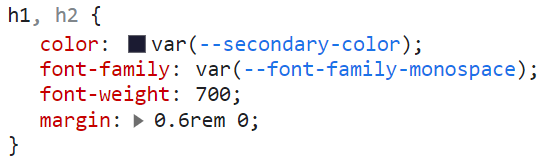 h1, h2 {
color: var(--secondary-color);
font-family: var(--font-family-monospace);
font-weight: 700;
margin: 0.6rem 0;
}